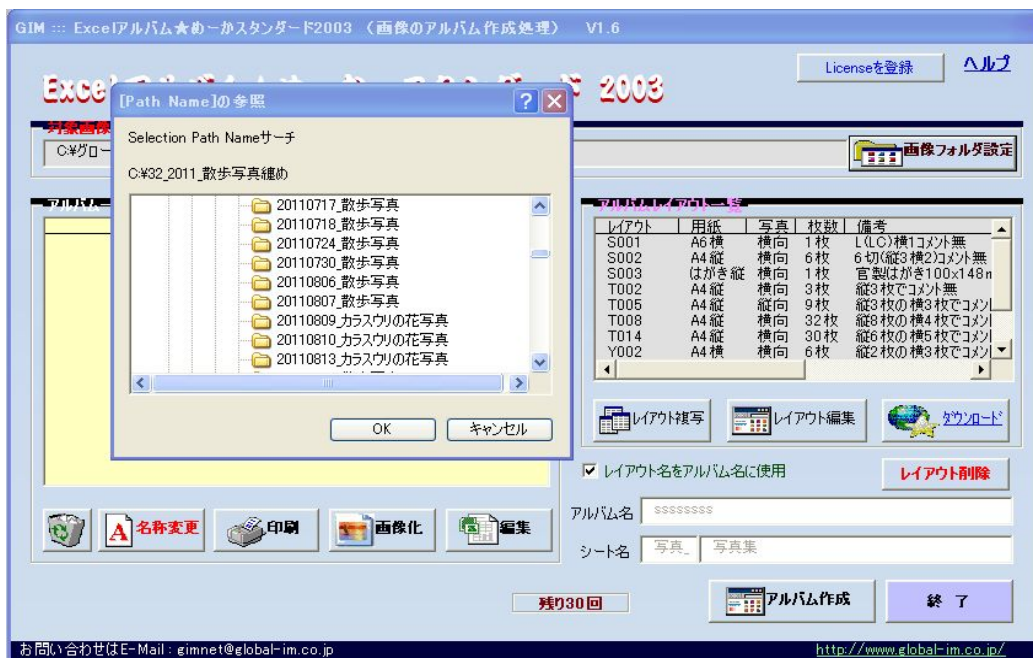 GIM ::: Excelアルバム★めーかスタンダード2003 (画像のアルバム作成処理) V1.6
Licenseを登録
ヘルプ
2003
[Path Name]の参照
対象画像
C:¥グロー
画像フォルダ設定
Selection Path Nameサーチ
C:¥32_2011_散歩写真纏め
20110717_散歩写真
20110718_散歩写真
20110724_散歩写真
20110730_散歩写真
20110806_散歩写真
20110807_散歩写真
20110809_カラスウリの花写真
20110810_カラスウリの花写真
20110813_カラスウリの花写真
OK
キャンセル
アルバム
アルバムレイアウト一覧
レイアウト 用紙 写真 枚数 備考
S001 A6横 横向 1枚 L(LC)横1コメント無
S002 A4縦 横向 6枚 6切(縦3横2)コメント無
S003 はがき縦 横向 1枚 官製はがき100x148m
T002 A4縦 横向 3枚 縦3枚でコメント無
T005 A4縦 縦向 9枚 縦3枚の横3枚でコメント
T008 A4縦 横向 32枚 縦8枚の横4枚でコメント
T014 A4縦 横向 30枚 縦6枚の横5枚でコメント
Y002 A4横 横向 6枚 縦2枚の横3枚でコメント
レイアウト複写
レイアウト編集
ダウンロード
レイアウト名をアルバム名に使用
レイアウト削除
アルバム名 ssssssss
シート名 写真_ 写真集
名称変更
印刷
画像化
編集
残り30回
アルバム作成
終 了
お問い合わせはE-Mail : gimnet@global-im.co.jp
http://www.global-im.co.jp/